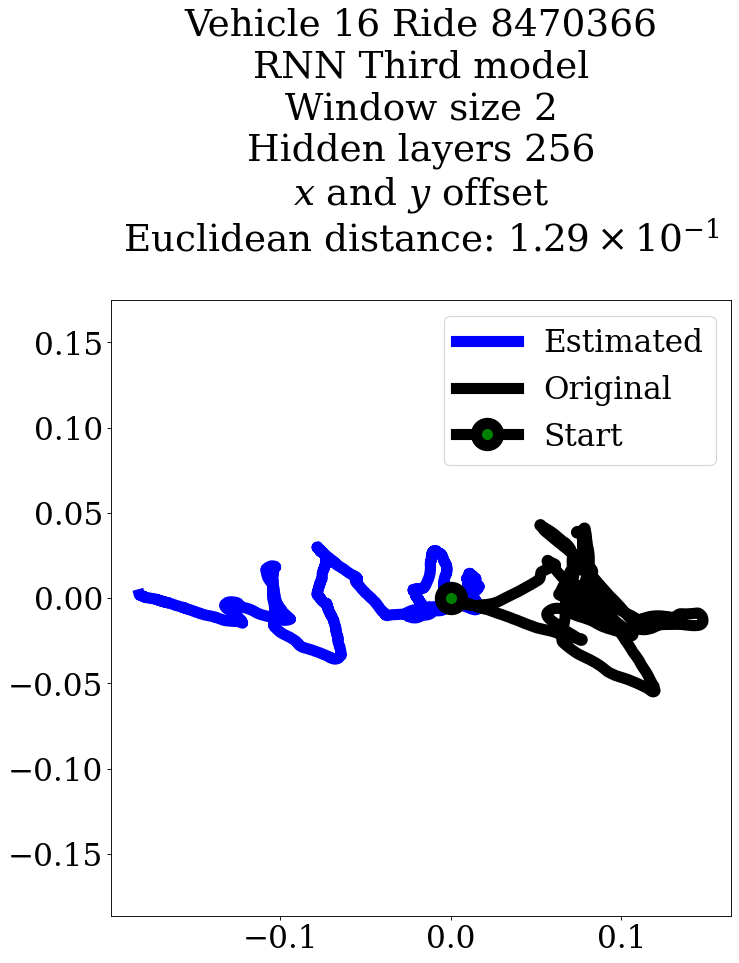 Vehicle 16 Ride 8470366
RNN Third model
Window size 2
Hidden layers 256
x and y offset
Euclidean distance: 1.29 × 10⁻¹
Estimated
Original
Start
0.15
0.10
0.05
0.00
−0.05
−0.10
−0.15
−0.1 0.0 0.1